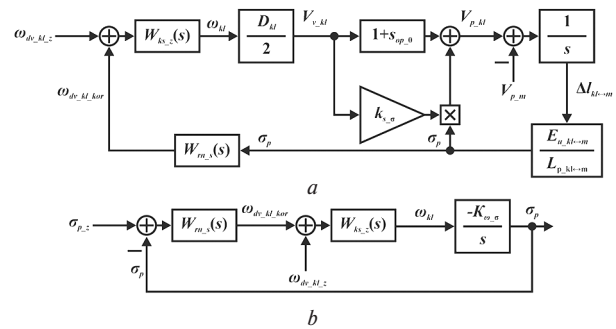 ω_dv_kl_z
W_ks_z(s)
ω_kl
D_kl
2
V_v_kl
1+s_op_0
V_p_kl
1
s
ω_dv_kl_kor
k_s_σ
V_p_m
Δl_kl↔m
W_rn_s(s)
σ_p
σ_p
E_u_kl↔m
L_p_kl↔m
a
σ_p_z
W_rn_s(s)
ω_dv_kl_kor
W_ks_z(s)
ω_kl
-K_ω_σ
s
σ_p
σ_p
ω_dv_kl_z
b